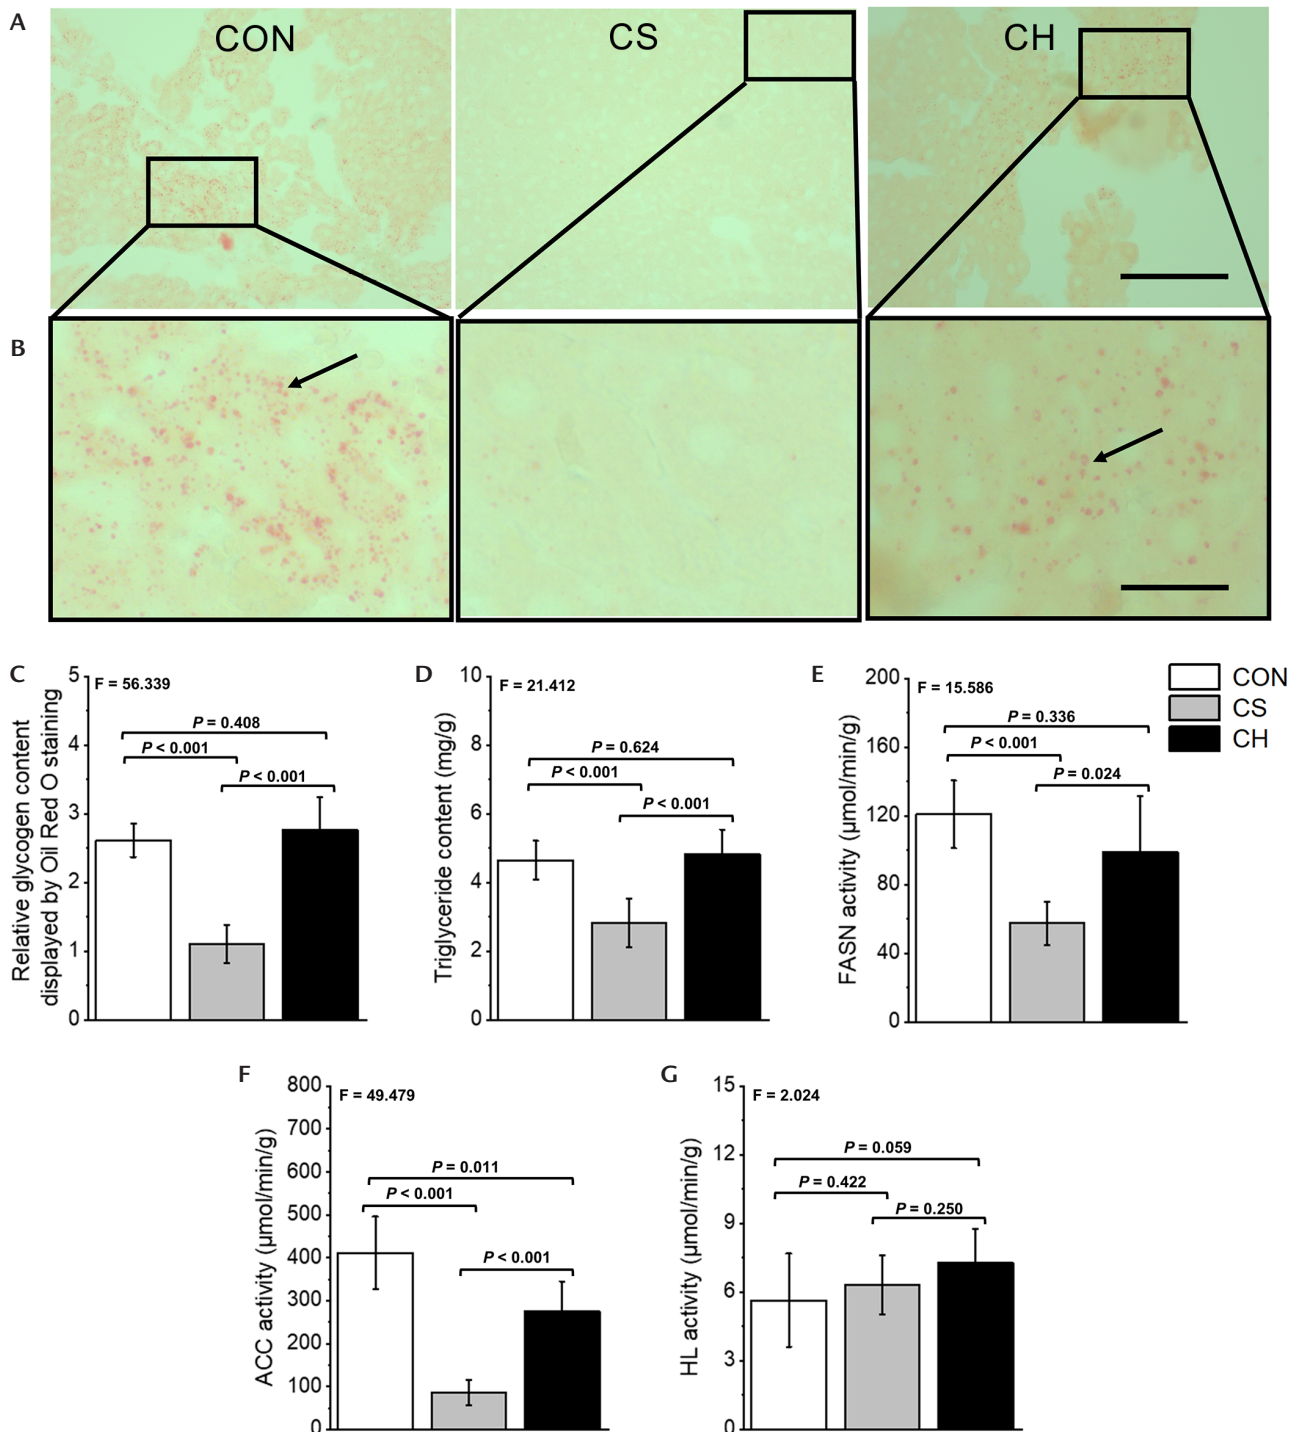 A
CON
CS
CH
B
C
Relative glycogen content
displayed by Oil Red O staining
5
4
3
2
1
0
F = 56.339
P = 0.408
P < 0.001
P < 0.001
D
Triglyceride content (mg/g)
10
8
6
4
2
0
F = 21.412
P = 0.624
P < 0.001
P < 0.001
E
FASN activity (µmol/min/g)
200
160
120
80
40
0
F = 15.586
P = 0.336
P < 0.001
P = 0.024
CON
CS
CH
F
ACC activity (µmol/min/g)
800
700
600
500
400
300
200
100
0
F = 49.479
P = 0.011
P < 0.001
P < 0.001
G
HL activity (µmol/min/g)
15
12
9
6
3
0
F = 2.024
P = 0.059
P = 0.422
P = 0.250